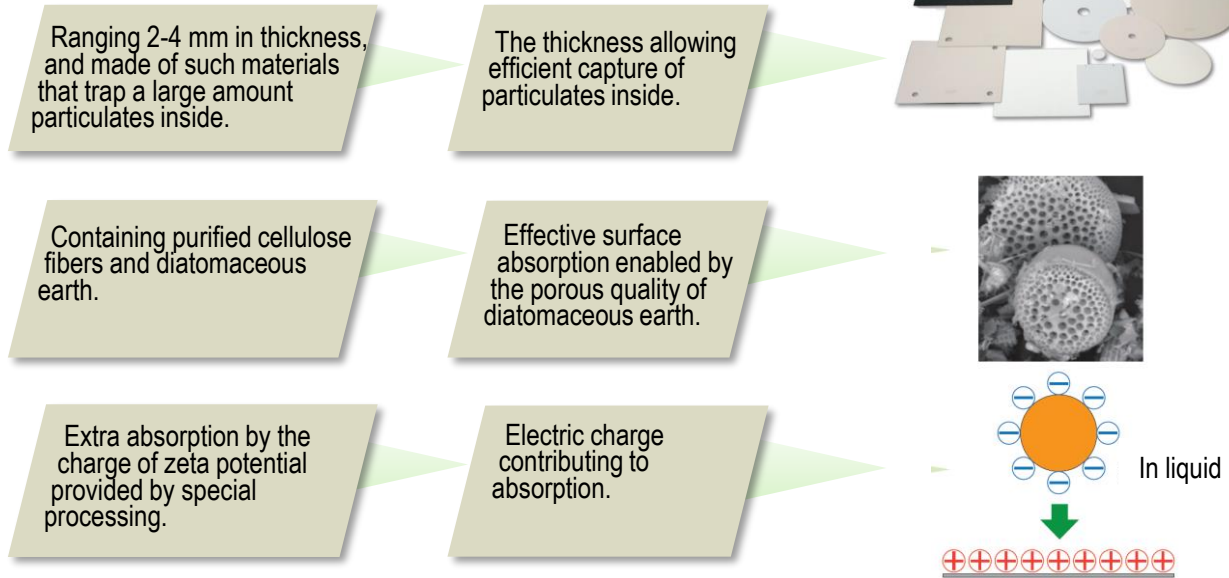 Ranging 2-4 mm in thickness,
and made of such materials
that trap a large amount
particulates inside.
The thickness allowing
efficient capture of
particulates inside.
Containing purified cellulose
fibers and diatomaceous
earth.
Effective surface
absorption enabled by
the porous quality of
diatomaceous earth.
Extra absorption by the
charge of zeta potential
provided by special
processing.
Electric charge
contributing to
absorption.
In liquid